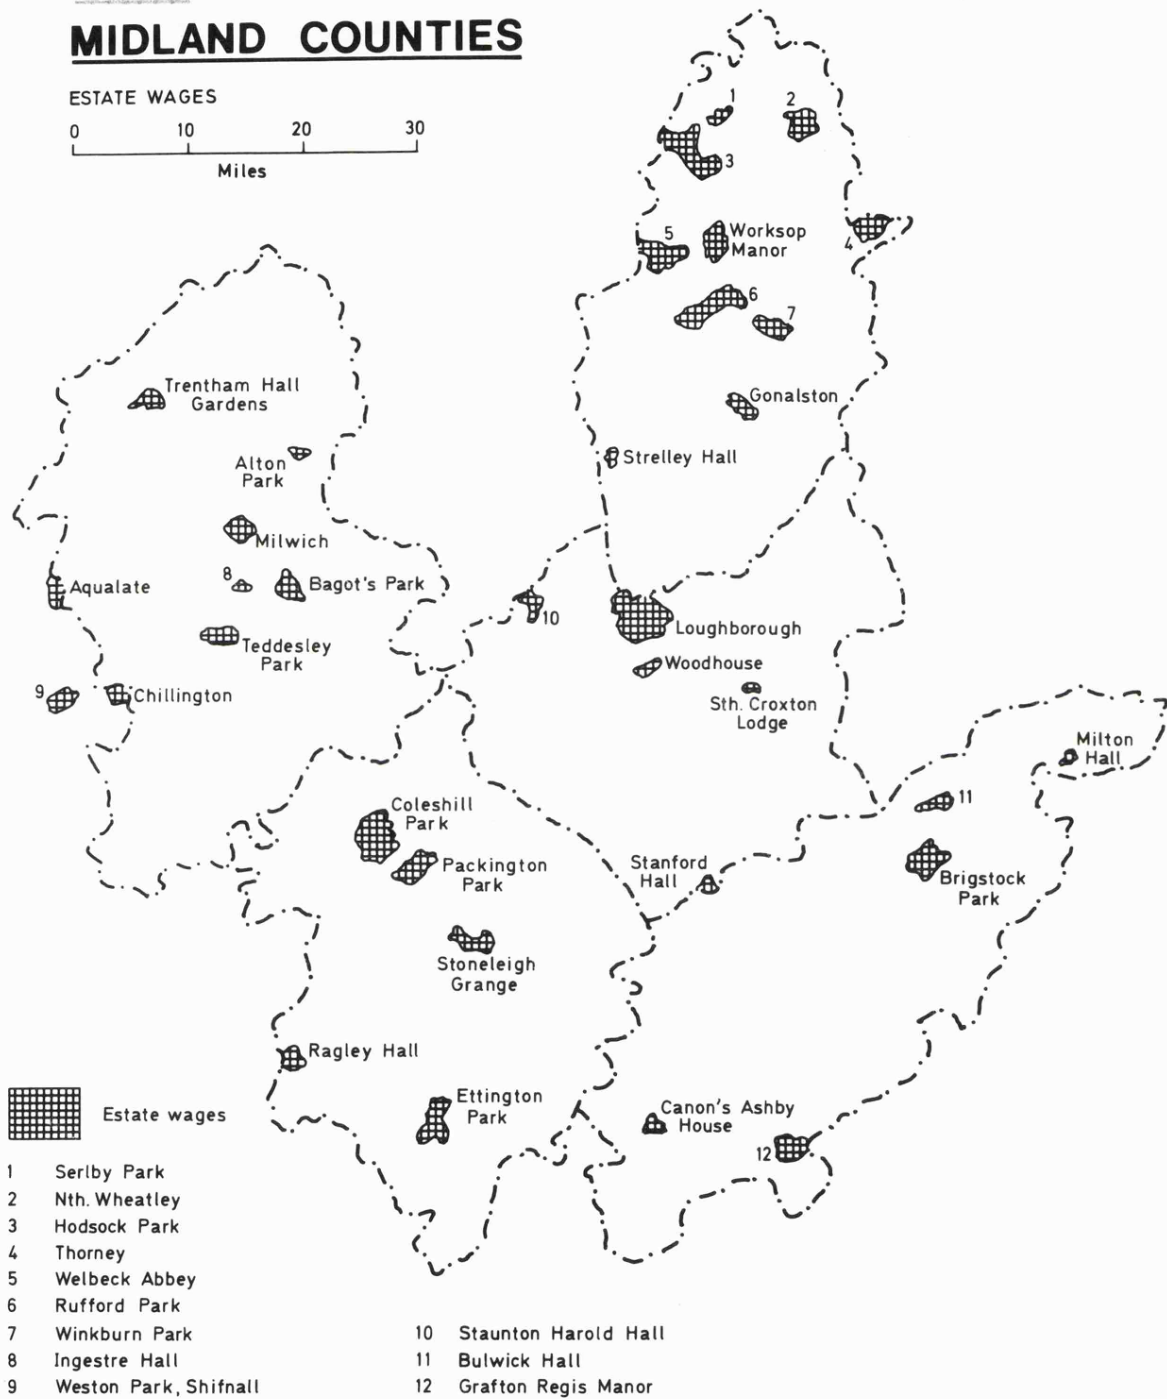 MIDLAND COUNTIES
ESTATE WAGES
0 10 20 30
Miles
1
2
3
Worksop
Manor
4
5
6
7
Trentham Hall
Gardens
Gonalston
Alton
Park
Strelley Hall
Milwich
8
Bagot's Park
Aqualate
10
Loughborough
Teddesley
Park
Woodhouse
9
Chillington
Sth. Croxton
Lodge
Milton
Hall
11
Coleshill
Park
Packington
Park
Stanford
Hall
Brigstock
Park
Stoneleigh
Grange
Ragley Hall
Ettington
Park
Canon's Ashby
House
12
Estate wages
1 Serlby Park
2 Nth. Wheatley
3 Hodsock Park
4 Thorney
5 Welbeck Abbey
6 Rufford Park
7 Winkburn Park
8 Ingestre Hall
9 Weston Park, Shifnall
10 Staunton Harold Hall
11 Bulwick Hall
12 Grafton Regis Manor